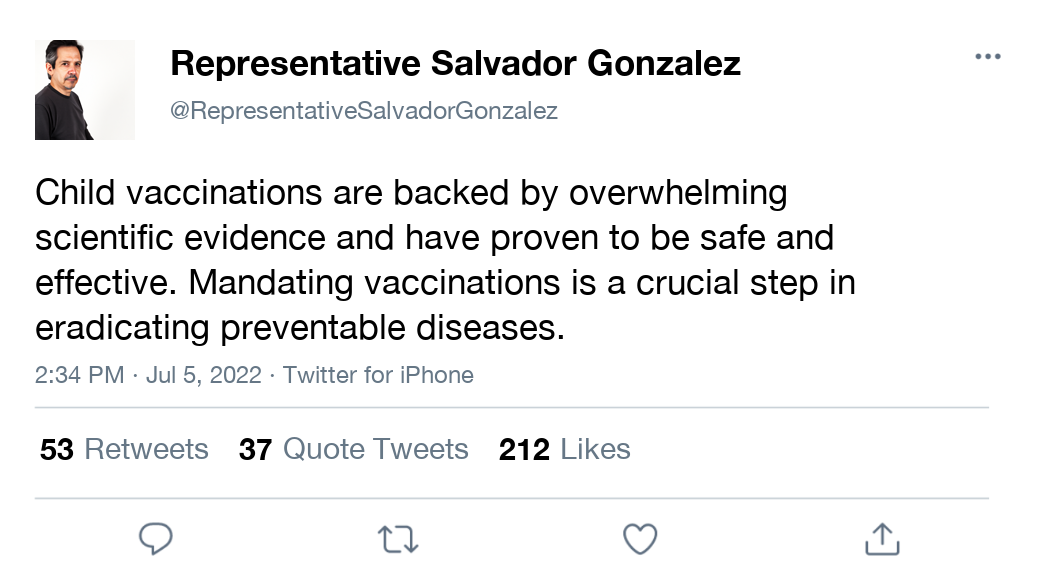 Representative Salvador Gonzalez
@RepresentativeSalvadorGonzalez
Child vaccinations are backed by overwhelming
scientific evidence and have proven to be safe and
effective. Mandating vaccinations is a crucial step in
eradicating preventable diseases.
2:34 PM · Jul 5, 2022 · Twitter for iPhone
53 Retweets 37 Quote Tweets 212 Likes